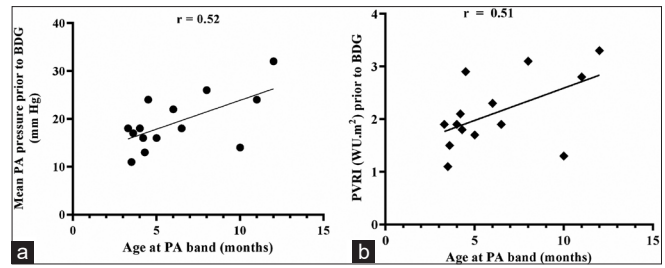 r = 0.52
Mean PA pressure prior to BDG
(mm Hg)
40
30
20
10
0
0 5 10 15
Age at PA band (months)
a
r = 0.51
PVRI (WU.m²) prior to BDG
4
3
2
1
0
0 5 10 15
Age at PA band (months)
b